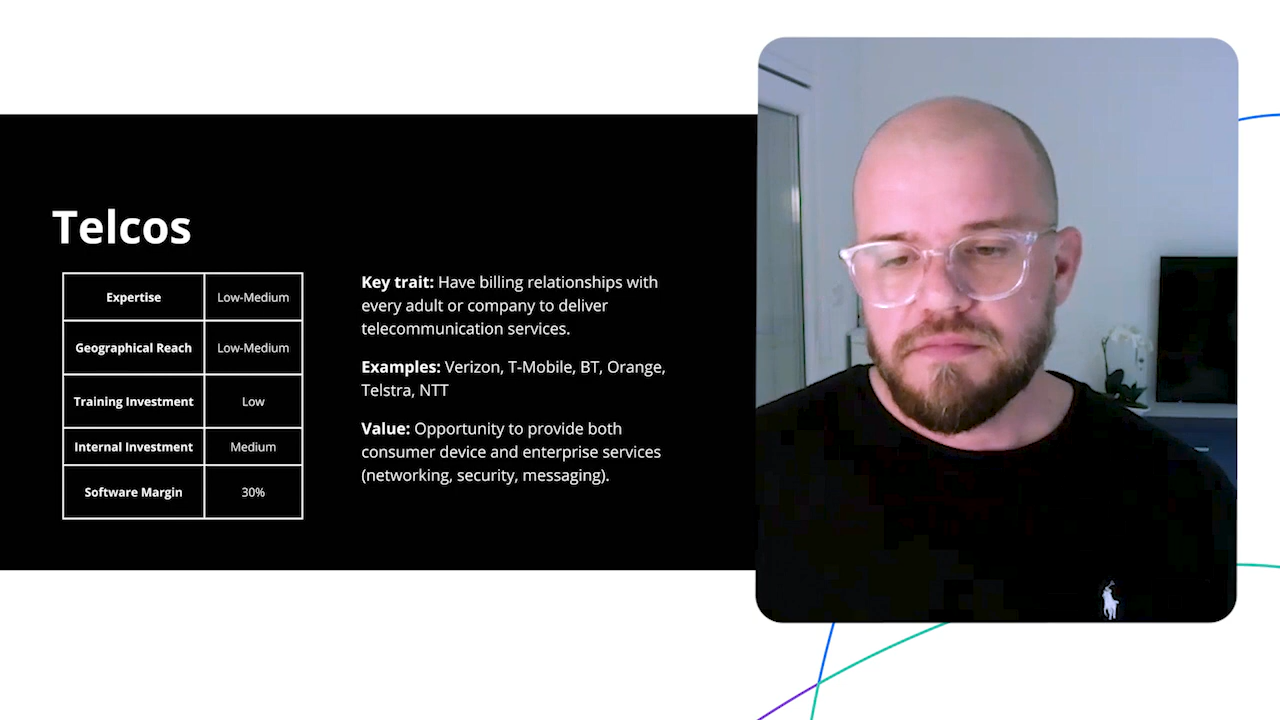 Telcos
Expertise Low-Medium
Geographical Reach Low-Medium
Training Investment Low
Internal Investment Medium
Software Margin 30%
Key trait: Have billing relationships with
every adult or company to deliver
telecommunication services.
Examples: Verizon, T-Mobile, BT, Orange,
Telstra, NTT
Value: Opportunity to provide both
consumer device and enterprise services
(networking, security, messaging).